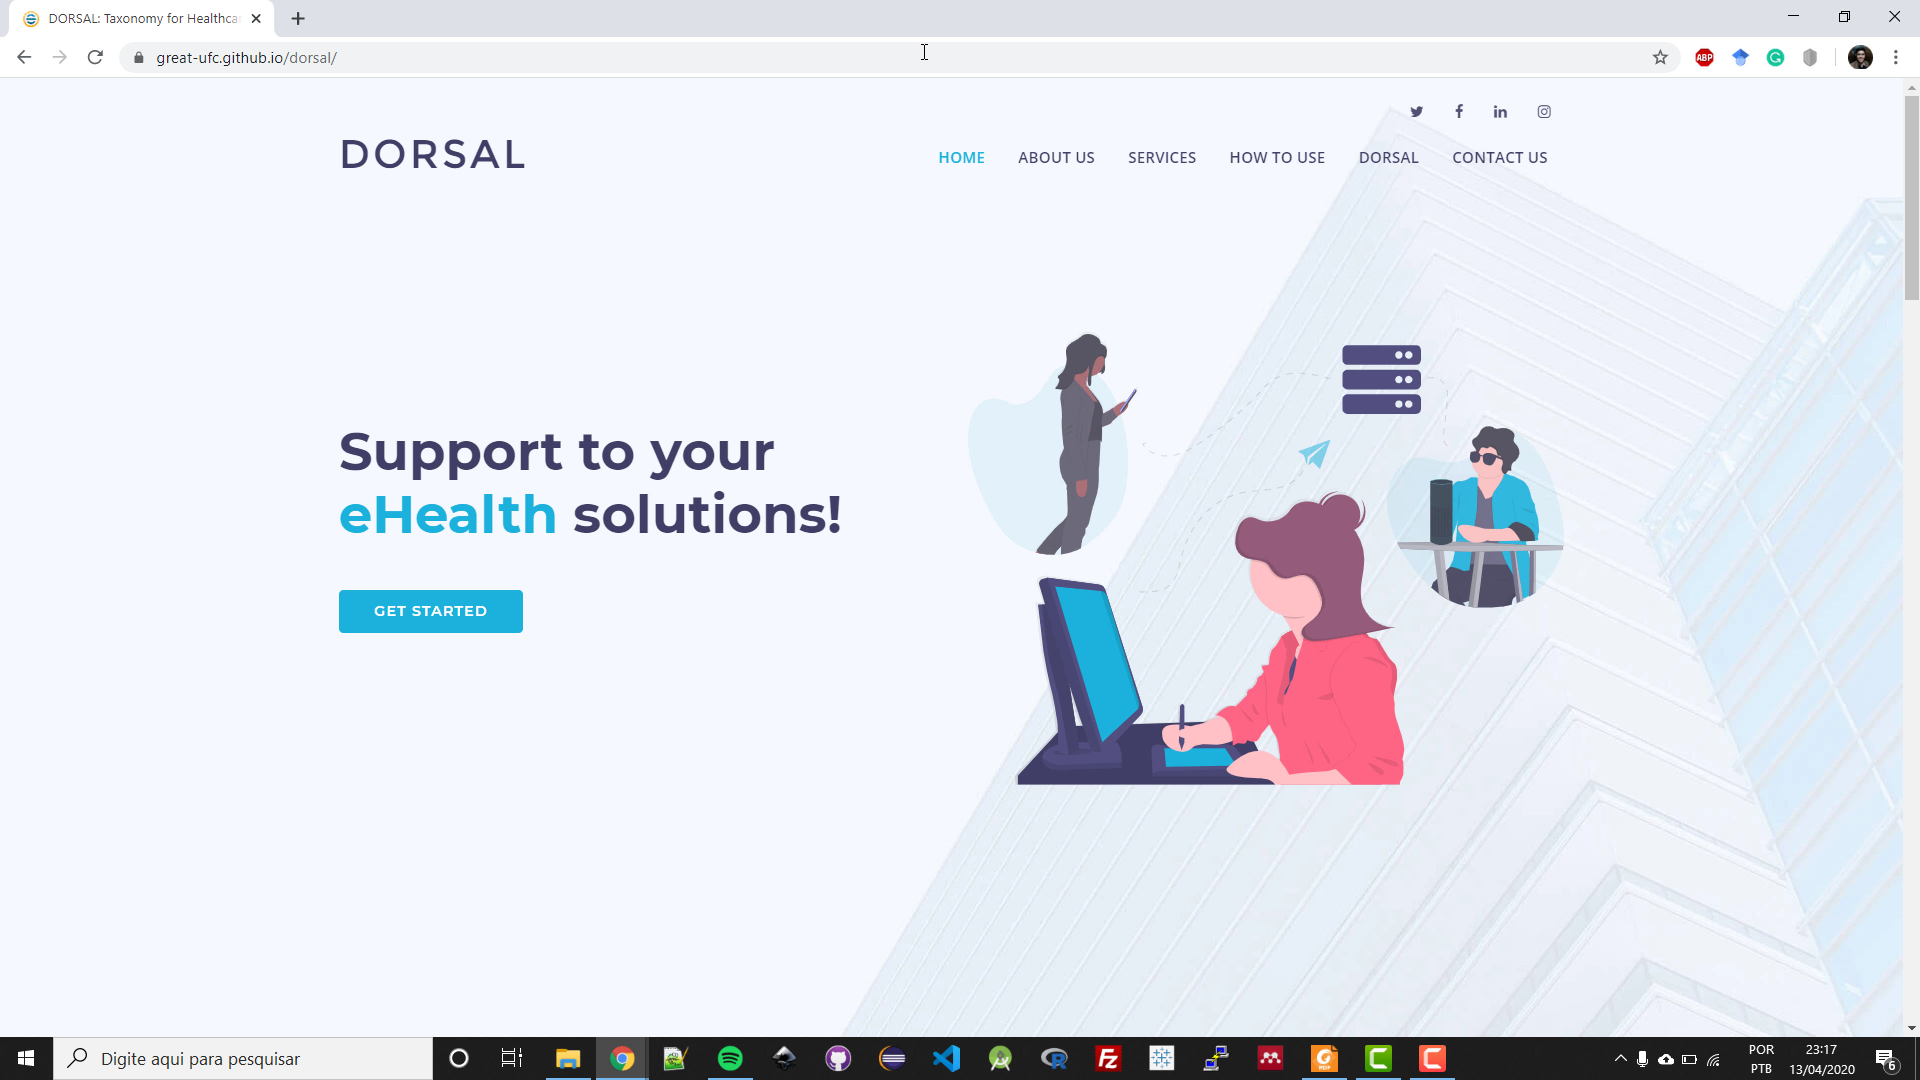 DORSAL: Taxonomy for Healthca
great-ufc.github.io/dorsal/
ABP
DORSAL
HOME ABOUT US SERVICES HOW TO USE DORSAL CONTACT US
Support to your
eHealth solutions!
GET STARTED
Digite aqui para pesquisar
POR
PTB
23:17
13/04/2020
6